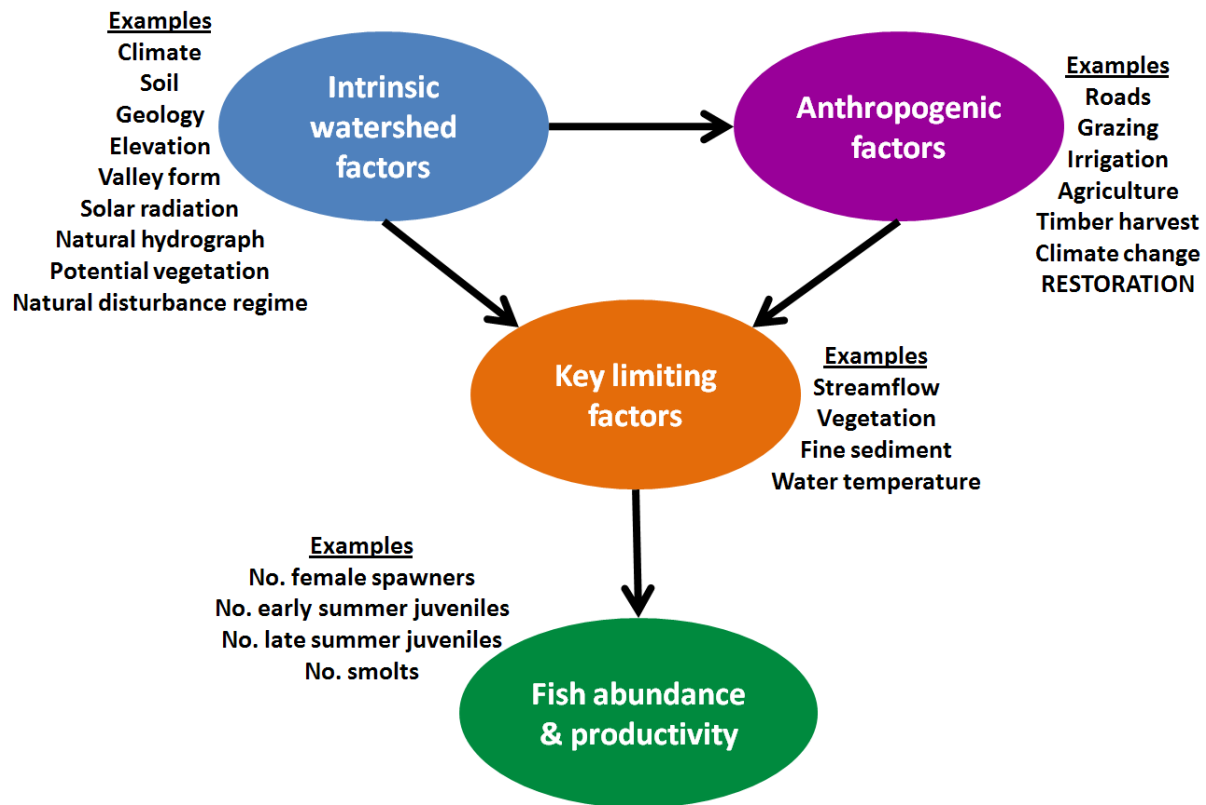 Examples
Climate
Soil
Geology
Elevation
Valley form
Solar radiation
Natural hydrograph
Potential vegetation
Natural disturbance regime
Intrinsic
watershed
factors
Anthropogenic
factors
Examples
Roads
Grazing
Irrigation
Agriculture
Timber harvest
Climate change
RESTORATION
Key limiting
factors
Examples
Streamflow
Vegetation
Fine sediment
Water temperature
Examples
No. female spawners
No. early summer juveniles
No. late summer juveniles
No. smolts
Fish abundance
& productivity